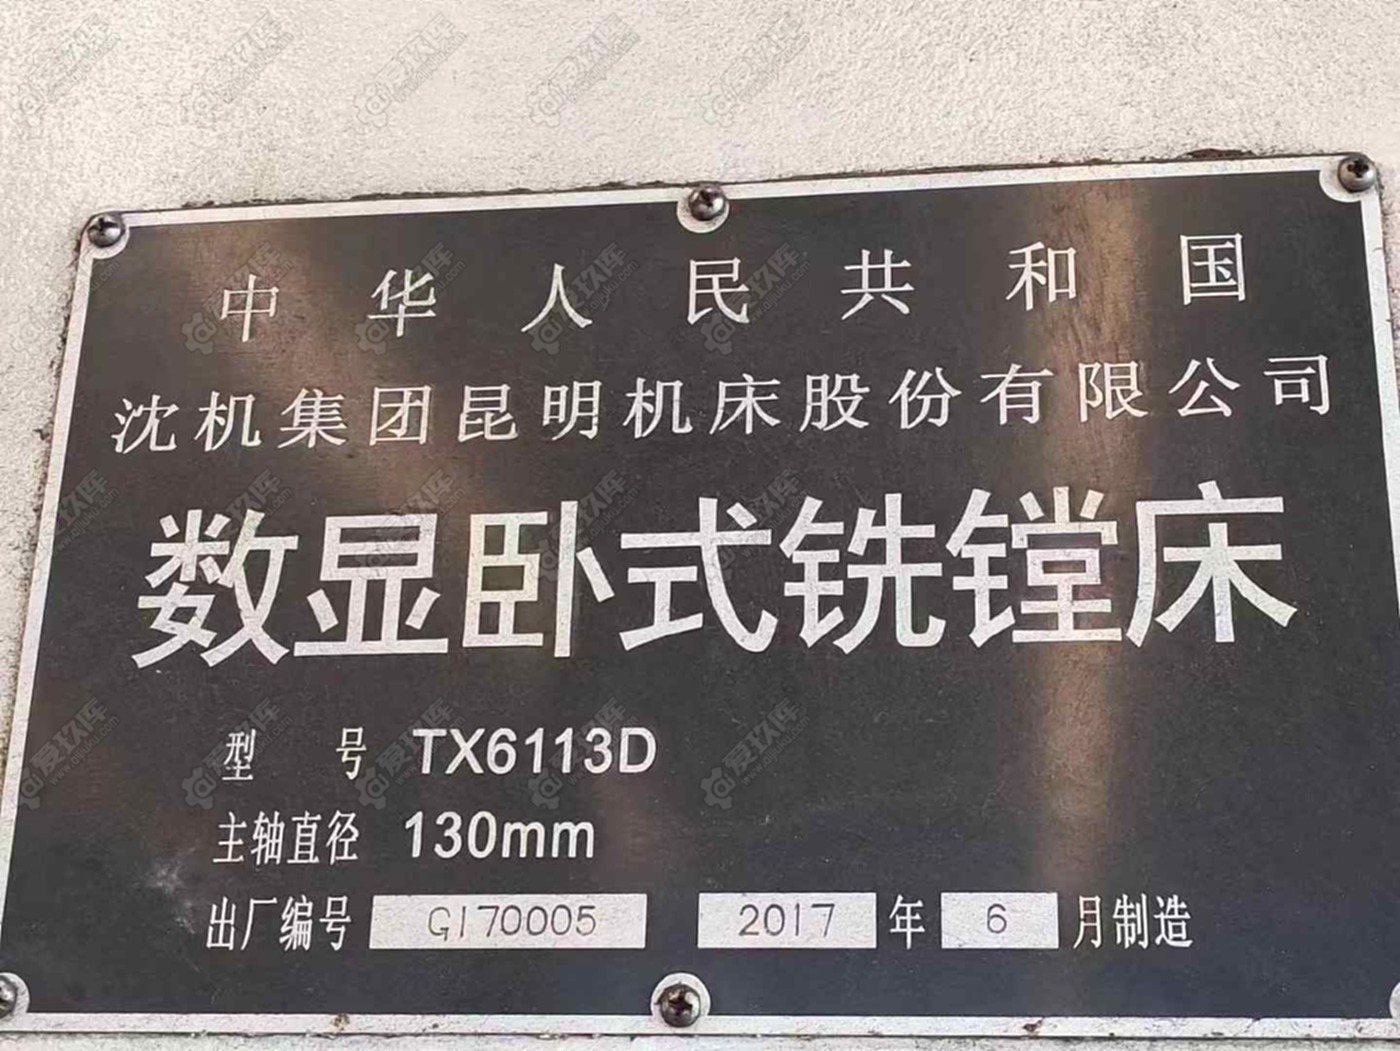 中华人民共和国
沈机集团昆明机床股份有限公司
数显卧式铣镗床
型 号 TX6113D
主轴直径 130mm
出厂编号 G170005 2017 年 6 月制造